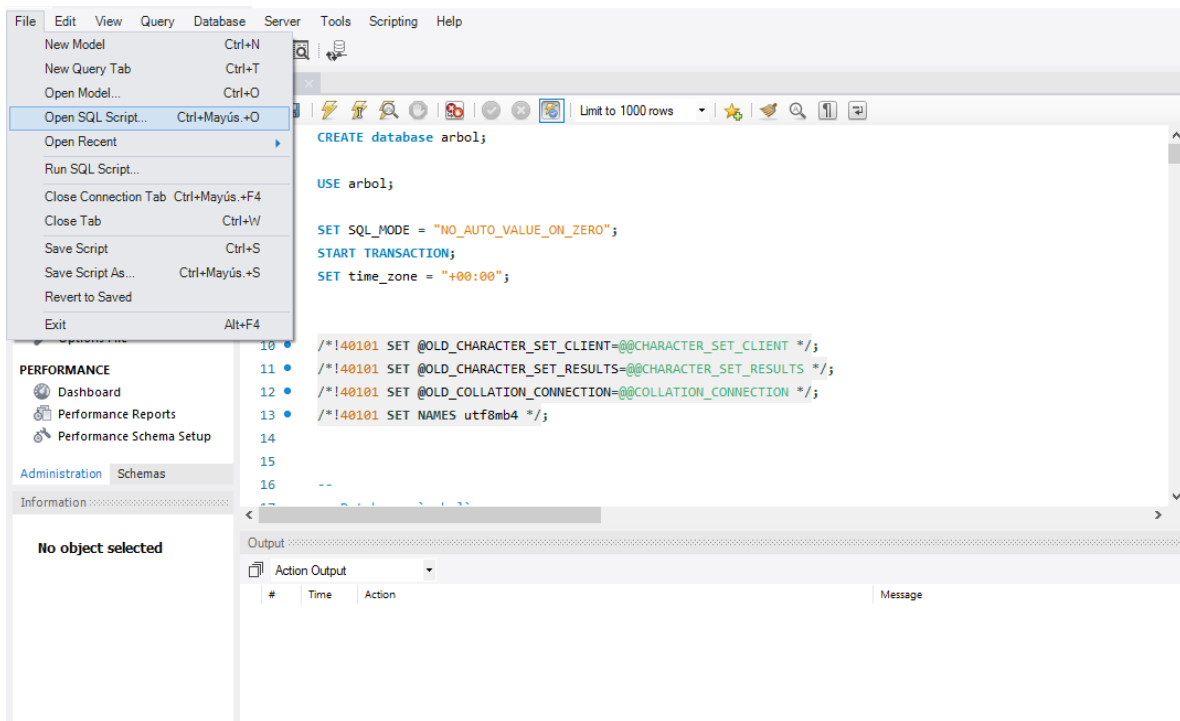 File Edit View Query Database Server Tools Scripting Help
New Model Ctrl+N
New Query Tab Ctrl+T
Open Model... Ctrl+O
Open SQL Script... Ctrl+Mayús.+O
Open Recent
Run SQL Script...
Close Connection Tab Ctrl+Mayús.+F4
Close Tab Ctrl+W
Save Script Ctrl+S
Save Script As... Ctrl+Mayús.+S
Revert to Saved
Exit Alt+F4
Options File
PERFORMANCE
Dashboard
Performance Reports
Performance Schema Setup
Administration Schemas
Information
No object selected
Limit to 1000 rows
CREATE database arbol;
USE arbol;
SET SQL_MODE = "NO_AUTO_VALUE_ON_ZERO";
START TRANSACTION;
SET time_zone = "+00:00";
10 /*!40101 SET @OLD_CHARACTER_SET_CLIENT=@@CHARACTER_SET_CLIENT */;
11 /*!40101 SET @OLD_CHARACTER_SET_RESULTS=@@CHARACTER_SET_RESULTS */;
12 /*!40101 SET @OLD_COLLATION_CONNECTION=@@COLLATION_CONNECTION */;
13 /*!40101 SET NAMES utf8mb4 */;
14
15
16 --
Output
Action Output
# Time Action Message